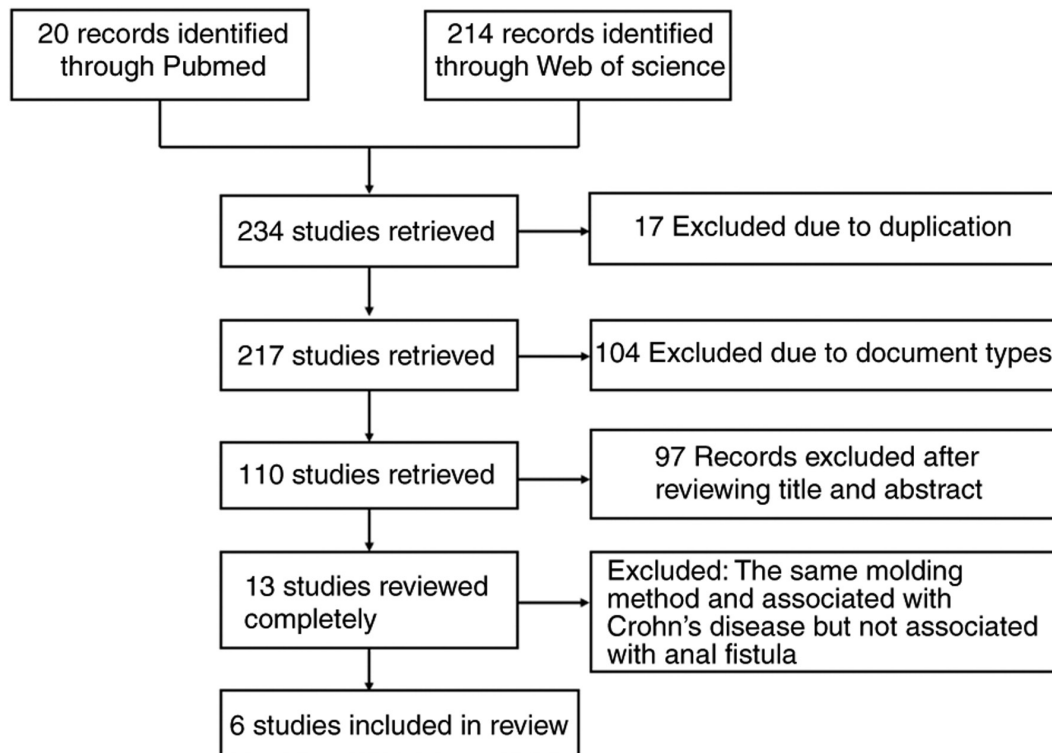 20 records identified
through Pubmed
214 records identified
through Web of science
234 studies retrieved
17 Excluded due to duplication
217 studies retrieved
104 Excluded due to document types
110 studies retrieved
97 Records excluded after
reviewing title and abstract
13 studies reviewed
completely
Excluded: The same molding
method and associated with
Crohn's disease but not associated
with anal fistula
6 studies included in review